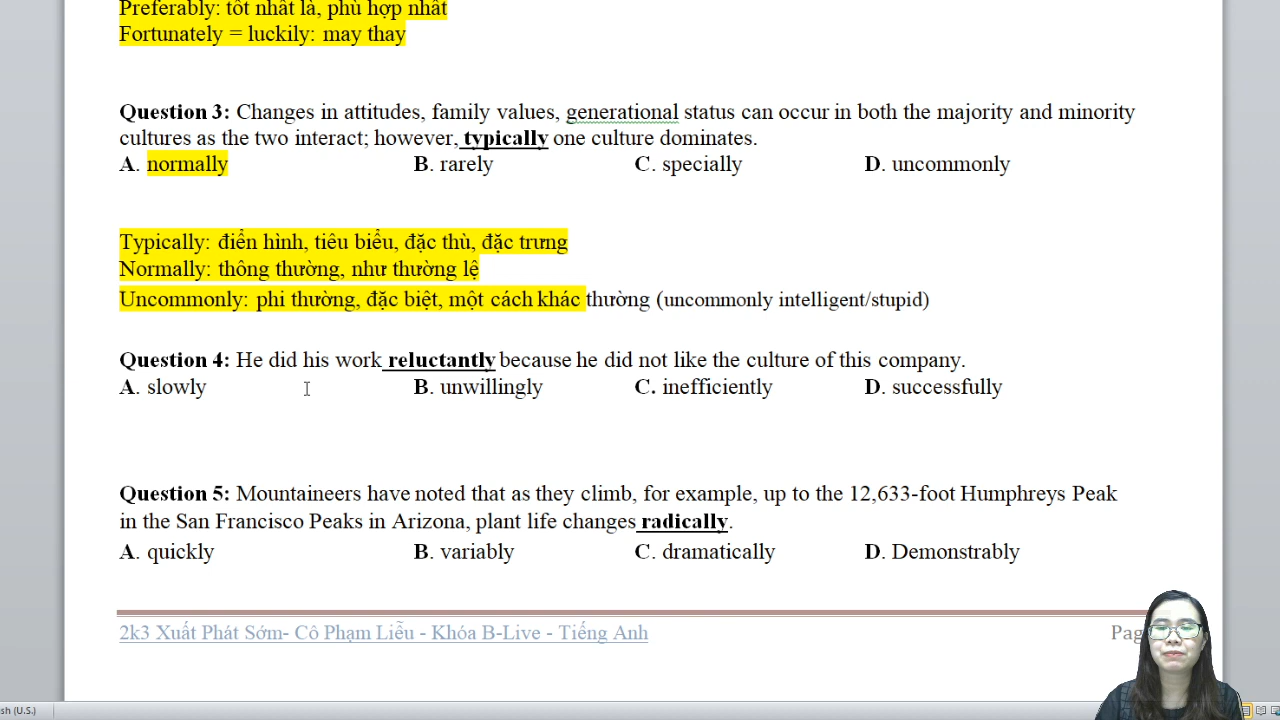 Preferably: tốt nhất là, phù hợp nhất
Fortunately = luckily: may thay
Question 3: Changes in attitudes, family values, generational status can occur in both the majority and minority
cultures as the two interact; however, typically one culture dominates.
A. normally B. rarely C. specially D. uncommonly
Typically: điển hình, tiêu biểu, đặc thù, đặc trưng
Normally: thông thường, như thường lệ
Uncommonly: phi thường, đặc biệt, một cách khác thường (uncommonly intelligent/stupid)
Question 4: He did his work reluctantly because he did not like the culture of this company.
A. slowly B. unwillingly C. inefficiently D. successfully
Question 5: Mountaineers have noted that as they climb, for example, up to the 12,633-foot Humphreys Peak
in the San Francisco Peaks in Arizona, plant life changes radically.
A. quickly B. variably C. dramatically D. Demonstrably
2k3 Xuất Phát Sớm- Cô Phạm Liễu - Khóa B-Live - Tiếng Anh
sh (U.S.)